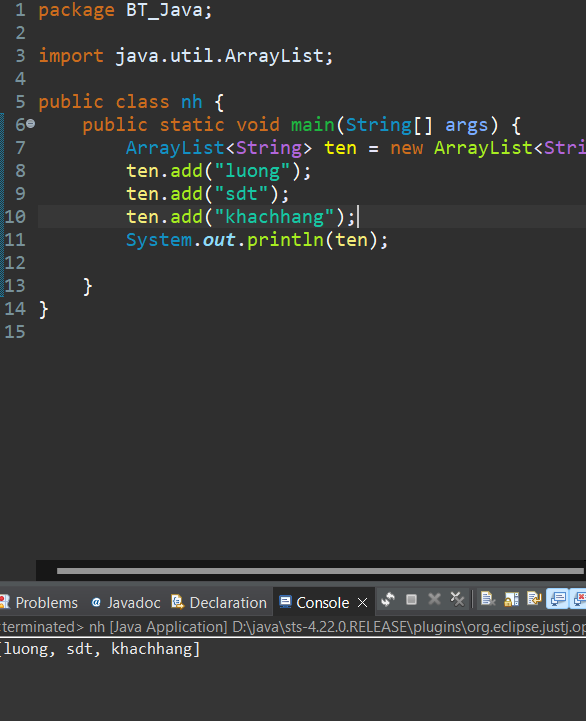 1 package BT_Java;
2
3 import java.util.ArrayList;
4
5 public class nh {
6 public static void main(String[] args) {
7 ArrayList<String> ten = new ArrayList<Stri
8 ten.add("luong");
9 ten.add("sdt");
10 ten.add("khachhang");
11 System.out.println(ten);
12
13 }
14 }
15
Problems @ Javadoc Declaration Console
<terminated> nh [Java Application] D:\java\sts-4.22.0.RELEASE\plugins\org.eclipse.justj.op
[luong, sdt, khachhang]